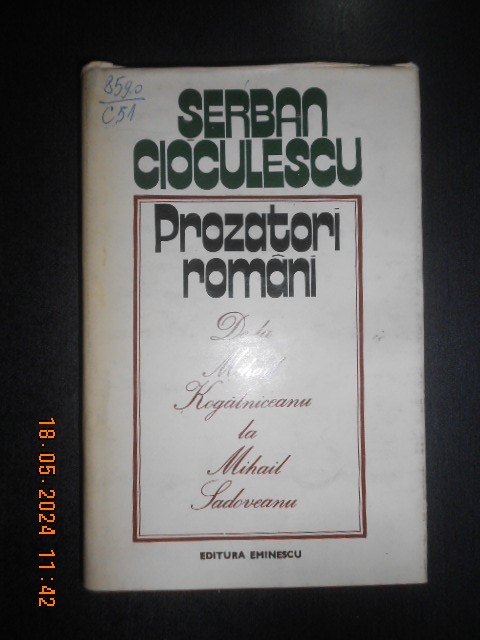 859.0
C51
ȘERBAN
CIOCULESCU
Prozatori
români
De la
Mihail
Kogălniceanu
la
Mihail
Sadoveanu
EDITURA EMINESCU
18.05.2024 11:42